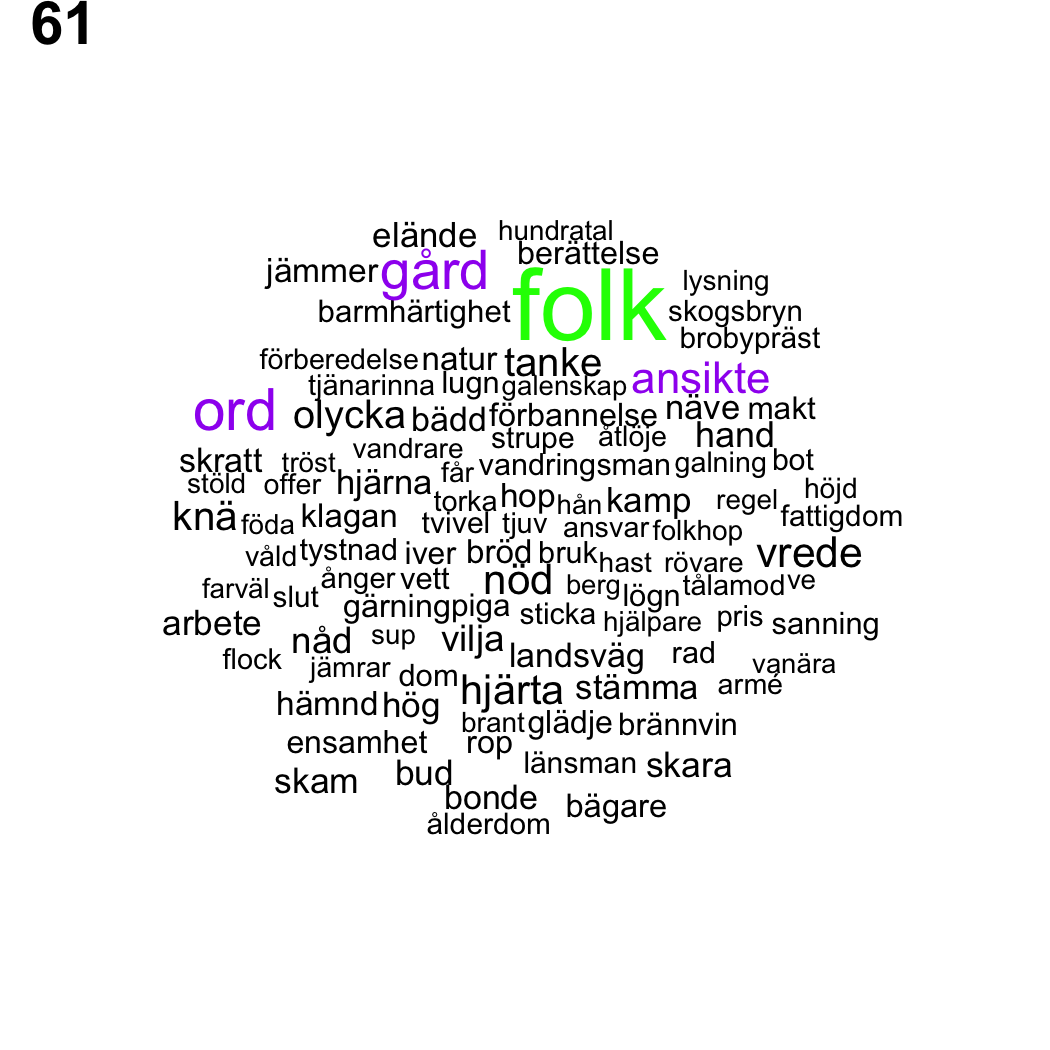 61
elände hundratal
berättelse
jämmer gård folk lysning
barmhärtighet skogsbryn
brobypräst
förberedelse natur tanke ansikte
tjänarinna lugn galenskap
ord olycka bädd förbannelse näve makt
strupe åtlöje hand
skratt tröst vandrare får vandringsman galning bot
stöld offer hjärna torka hop hån kamp regel höjd
knä föda klagan tvivel tjuv ansvar folkhop fattigdom
våld tystnad iver bröd bruk hast rövare vrede
farväl slut ånger vett nöd berg lögn tålamod ve
arbete gärning piga sticka hjälpare pris sanning
nåd sup vilja landsväg rad
flock jämrar dom hjärta stämma armé vanära
hämnd hög brant glädje brännvin
ensamhet rop
skam bud länsman skara
bonde bägare
ålderdom